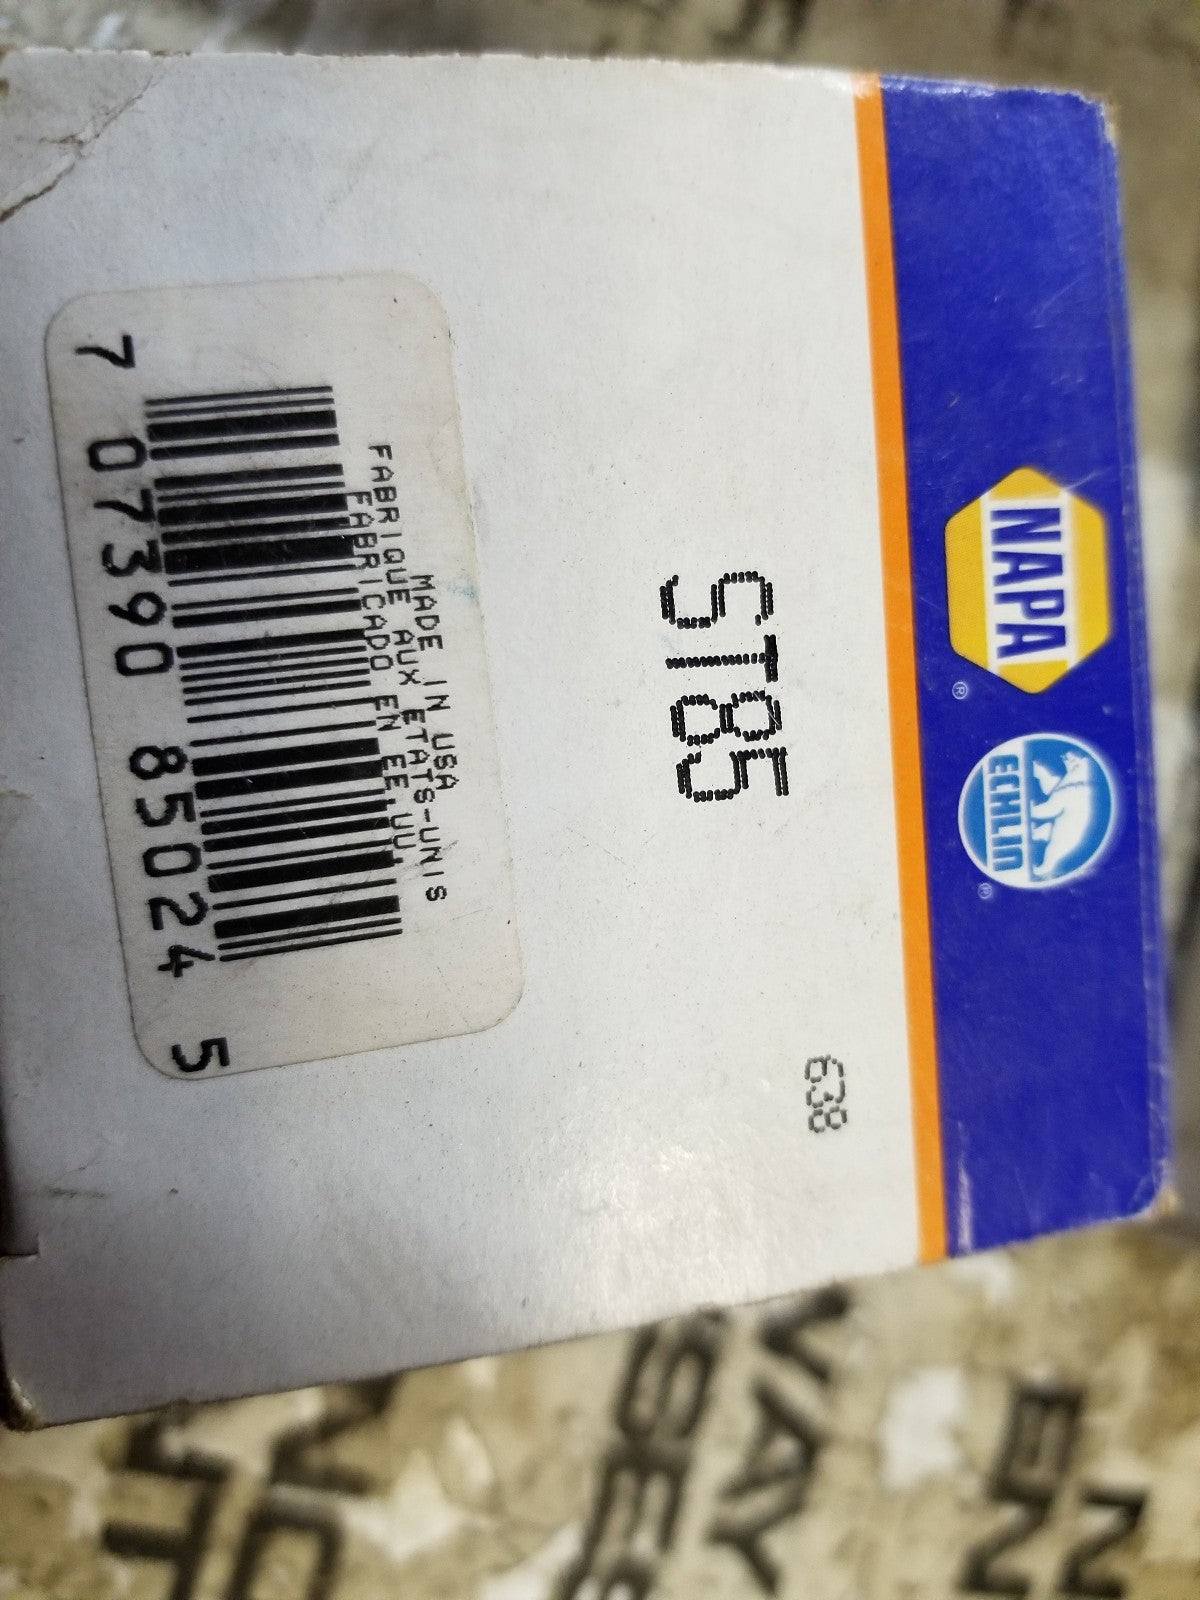 NAPA
®
ECHLIN
®
638
ST85
MADE IN USA
FABRIQUE AUX ETATS-UNIS
FABRICADO EN EE.UU.
7 07390 85024 5